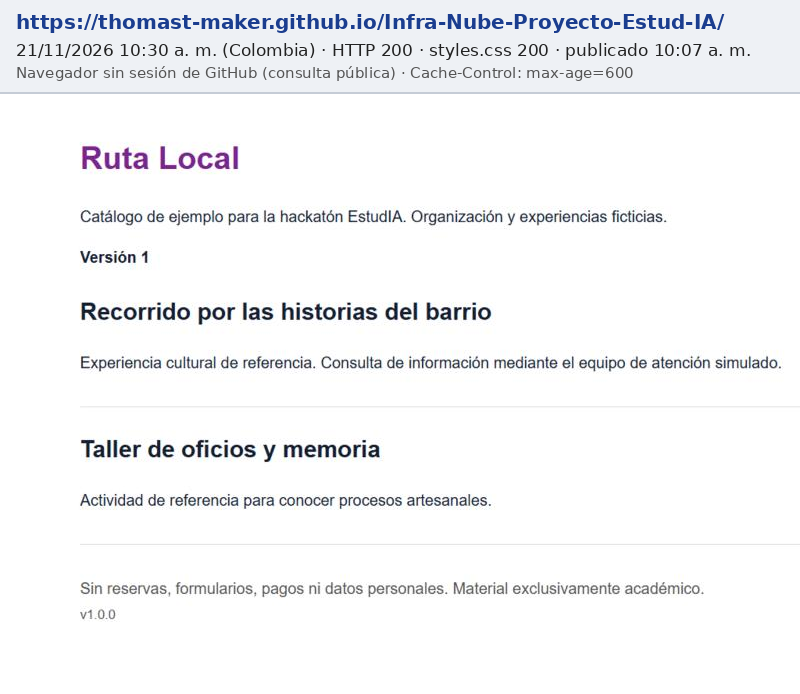 https://thomast-maker.github.io/Infra-Nube-Proyecto-Estud-IA/
21/11/2026 10:30 a. m. (Colombia) · HTTP 200 · styles.css 200 · publicado 10:07 a. m.
Navegador sin sesión de GitHub (consulta pública) · Cache-Control: max-age=600
Ruta Local
Catálogo de ejemplo para la hackatón EstudIA. Organización y experiencias ficticias.
Versión 1
Recorrido por las historias del barrio
Experiencia cultural de referencia. Consulta de información mediante el equipo de atención simulado.
Taller de oficios y memoria
Actividad de referencia para conocer procesos artesanales.
Sin reservas, formularios, pagos ni datos personales. Material exclusivamente académico.
v1.0.0